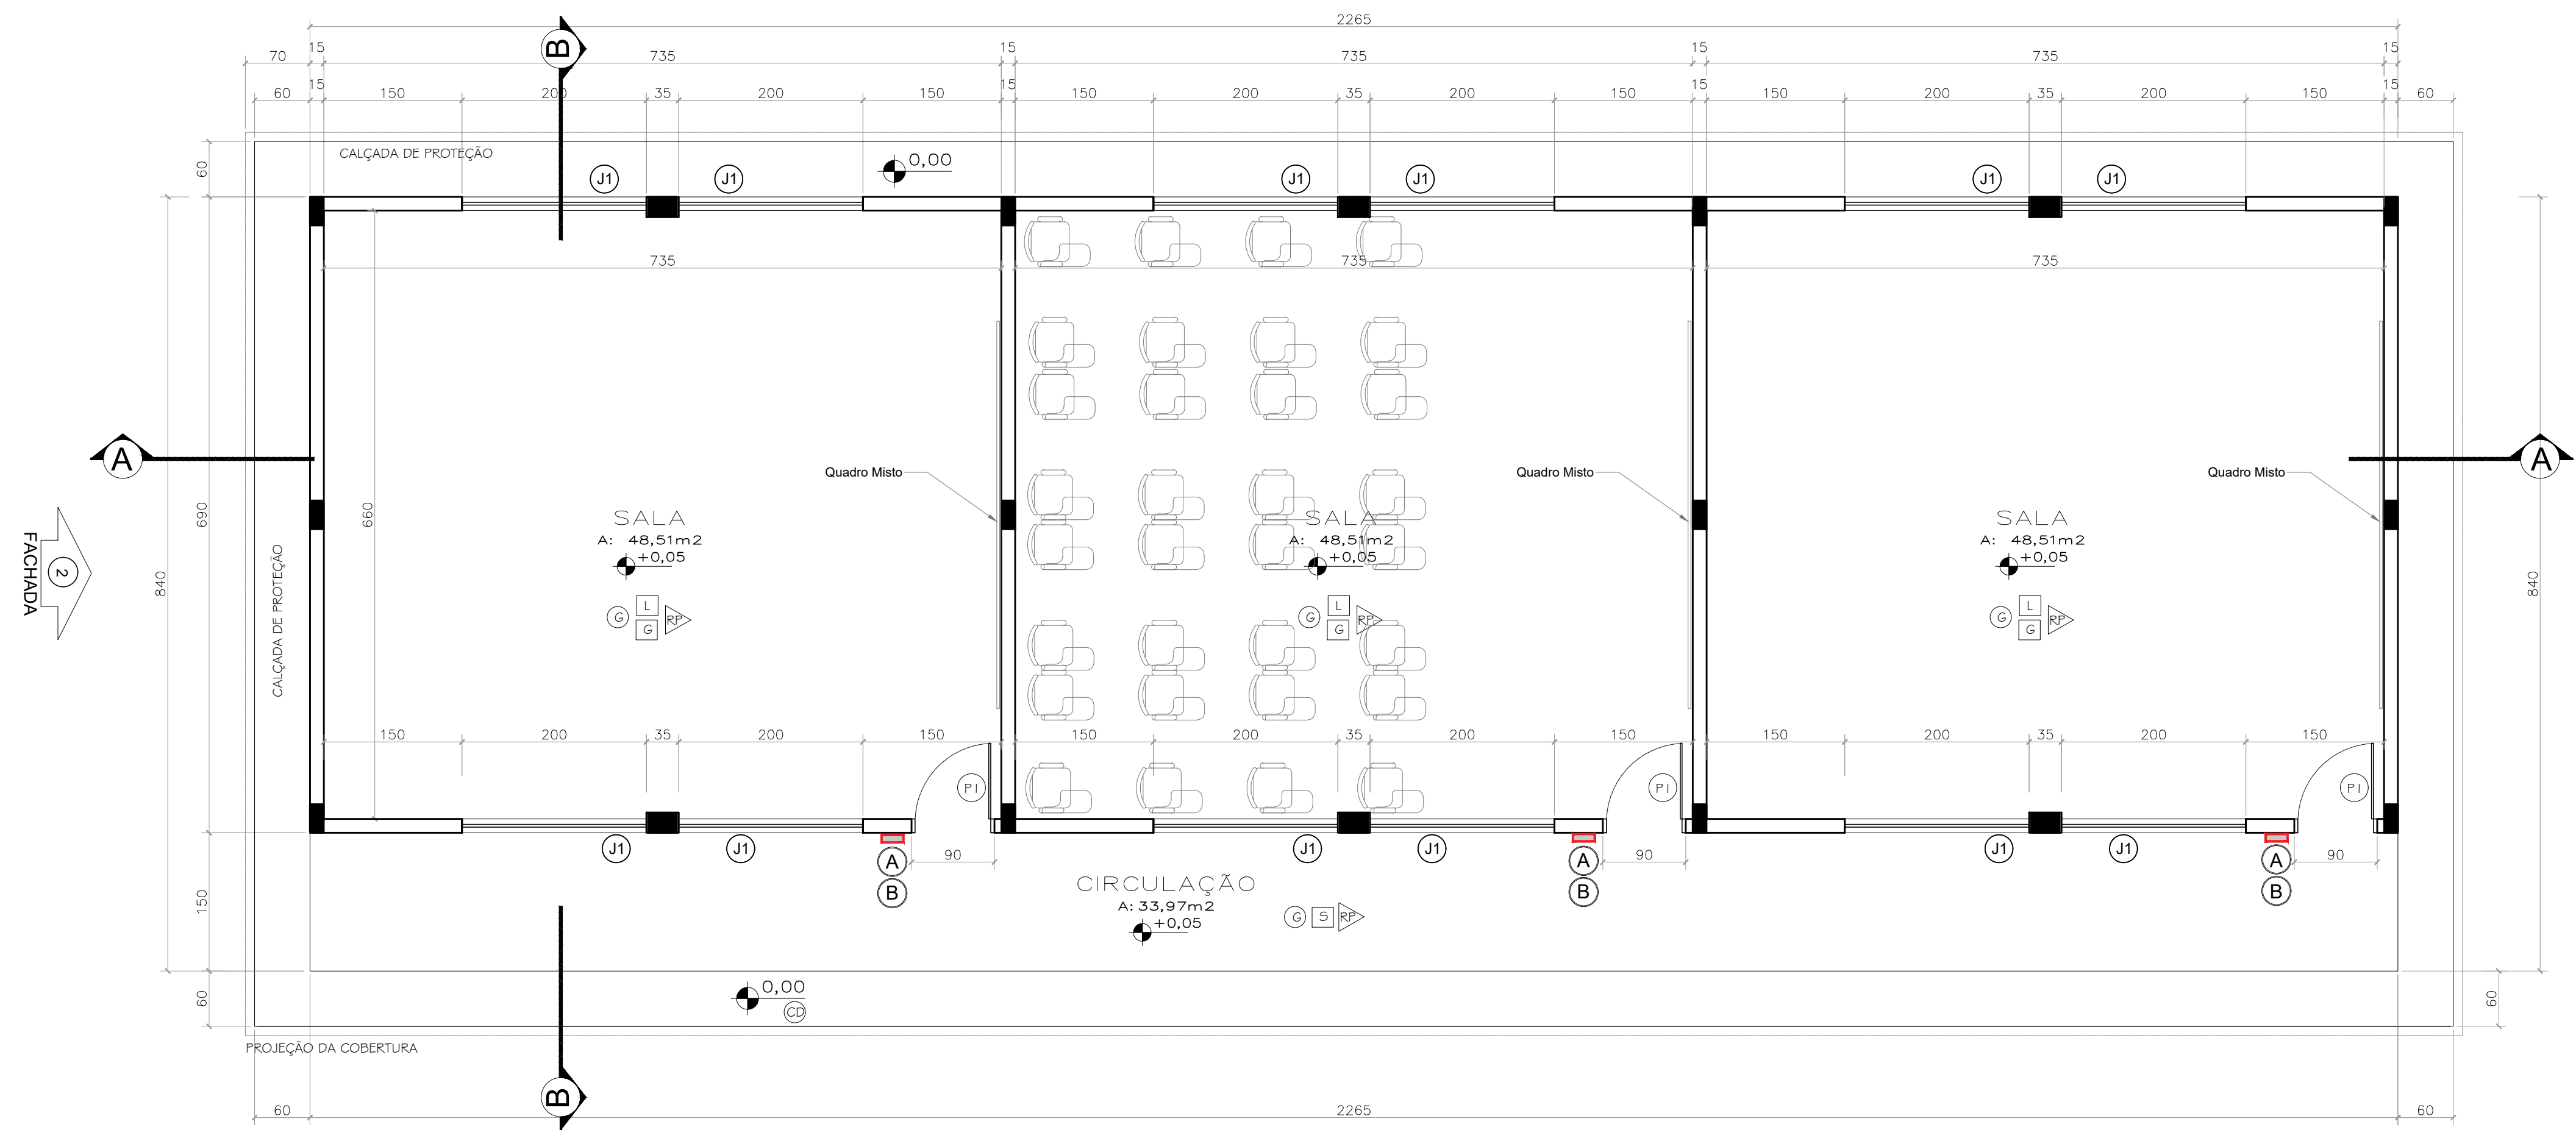 2265
70 15 735 15 735 15 735 15
60 15 150 200 35 200 150 15 150 200 35 200 150 15 150 200 35 200 150 15 60
B
CALÇADA DE PROTEÇÃO
0,00
60
J1 J1 J1 J1 J1 J1
735 735 735
A
A
Quadro Misto
Quadro Misto
Quadro Misto
840
690
660
840
SALA
A: 48,51m2
+0,05
G L G RP
SALA
A: 48,51m2
+0,05
G L G RP
SALA
A: 48,51m2
+0,05
G L G RP
FACHADA
2
CALÇADA DE PROTEÇÃO
150 200 35 200 150 150 200 35 200 150 150 200 35 200 150
P1 P1 P1
J1 J1 J1 J1 J1 J1
A
B
90
A
B
90
A
B
90
150
CIRCULAÇÃO
A: 33,97m2
+0,05
G S RP
60
0,00
CD
60
PROJEÇÃO DA COBERTURA
B
60 2265 60